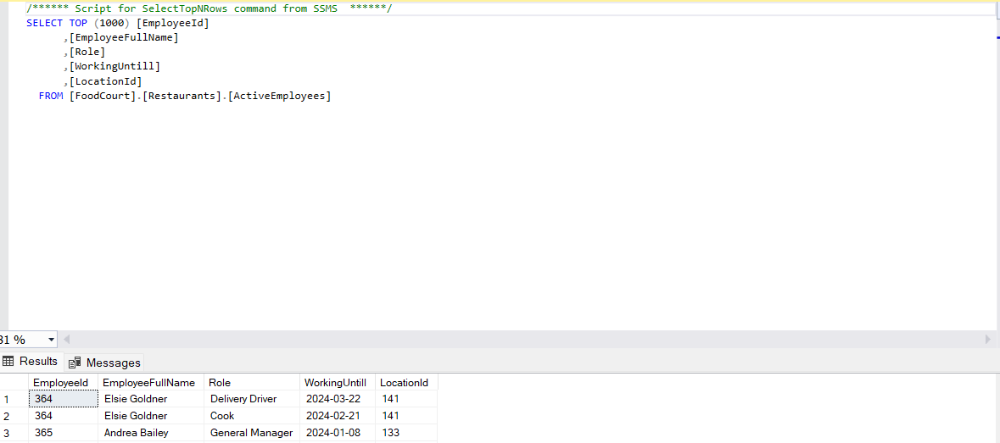 /****** Script for SelectTopNRows command from SSMS  ******/
SELECT TOP (1000) [EmployeeId]
      ,[EmployeeFullName]
      ,[Role]
      ,[WorkingUntill]
      ,[LocationId]
  FROM [FoodCourt].[Restaurants].[ActiveEmployees]
31 %
Results Messages
EmployeeId EmployeeFullName Role WorkingUntill LocationId
1 364 Elsie Goldner Delivery Driver 2024-03-22 141
2 364 Elsie Goldner Cook 2024-02-21 141
3 365 Andrea Bailey General Manager 2024-01-08 133